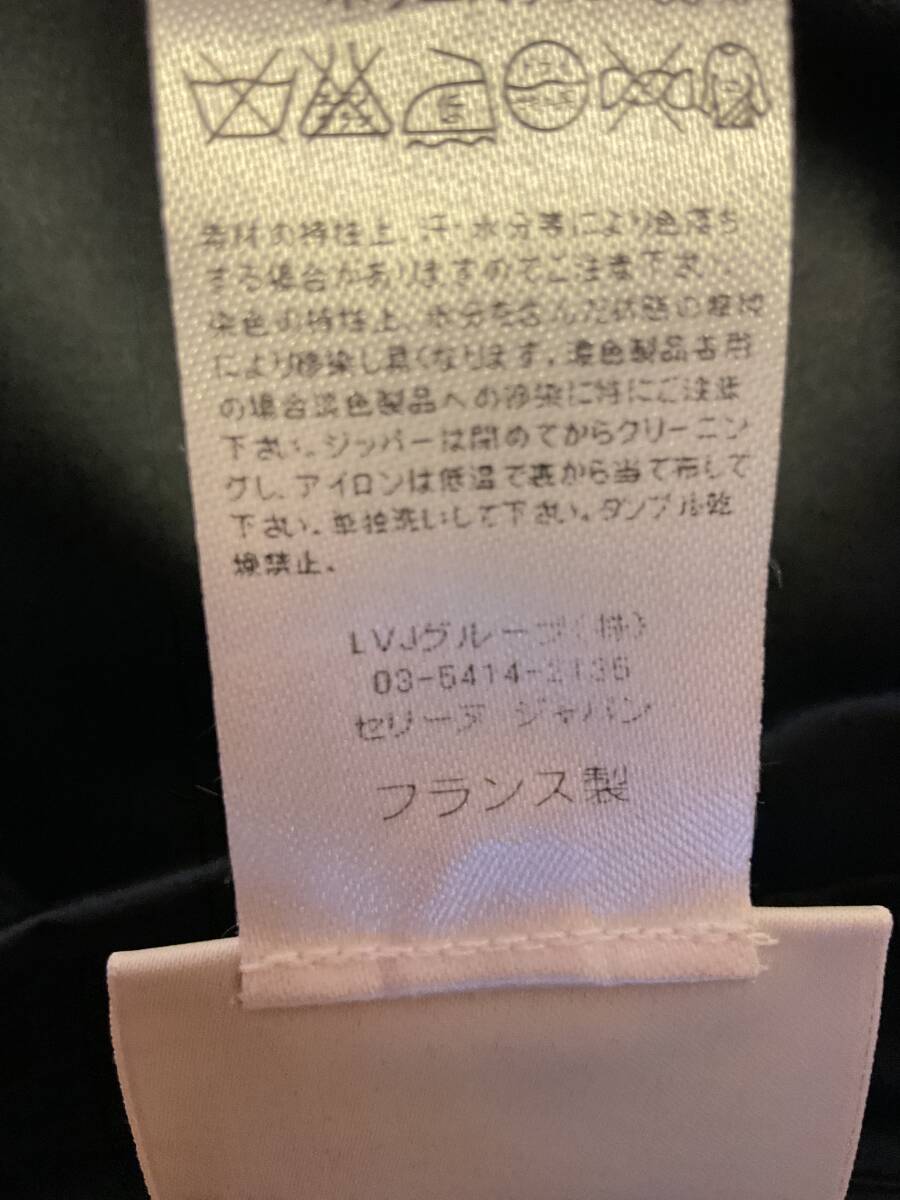 素材の特性上、汗・水分等により色落ち
する場合がありますのでご注意下さい。
染色の特性上、水分を含んだ状態の摩擦
により移染し易くなります。濃色製品着用
の場合淡色製品への移染に特にご注意
下さい。ジッパーは閉めてからクリーニン
グし、アイロンは低温で裏から当て布して
下さい。単独洗いして下さい。タンブル乾
燥禁止。
LVJグループ(株)
03-5414-2135
セリーヌ ジャパン
フランス製